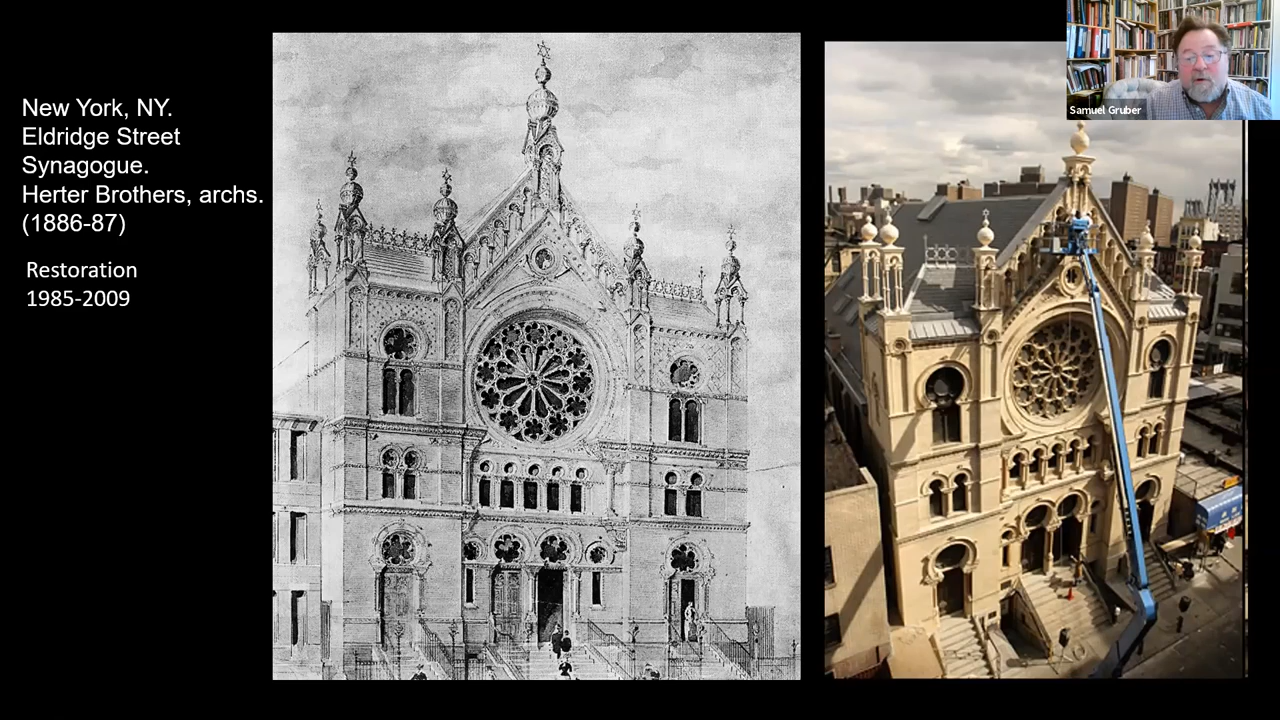 New York, NY.
Eldridge Street
Synagogue.
Herter Brothers, archs.
(1886-87)
Restoration
1985-2009
Samuel Gruber